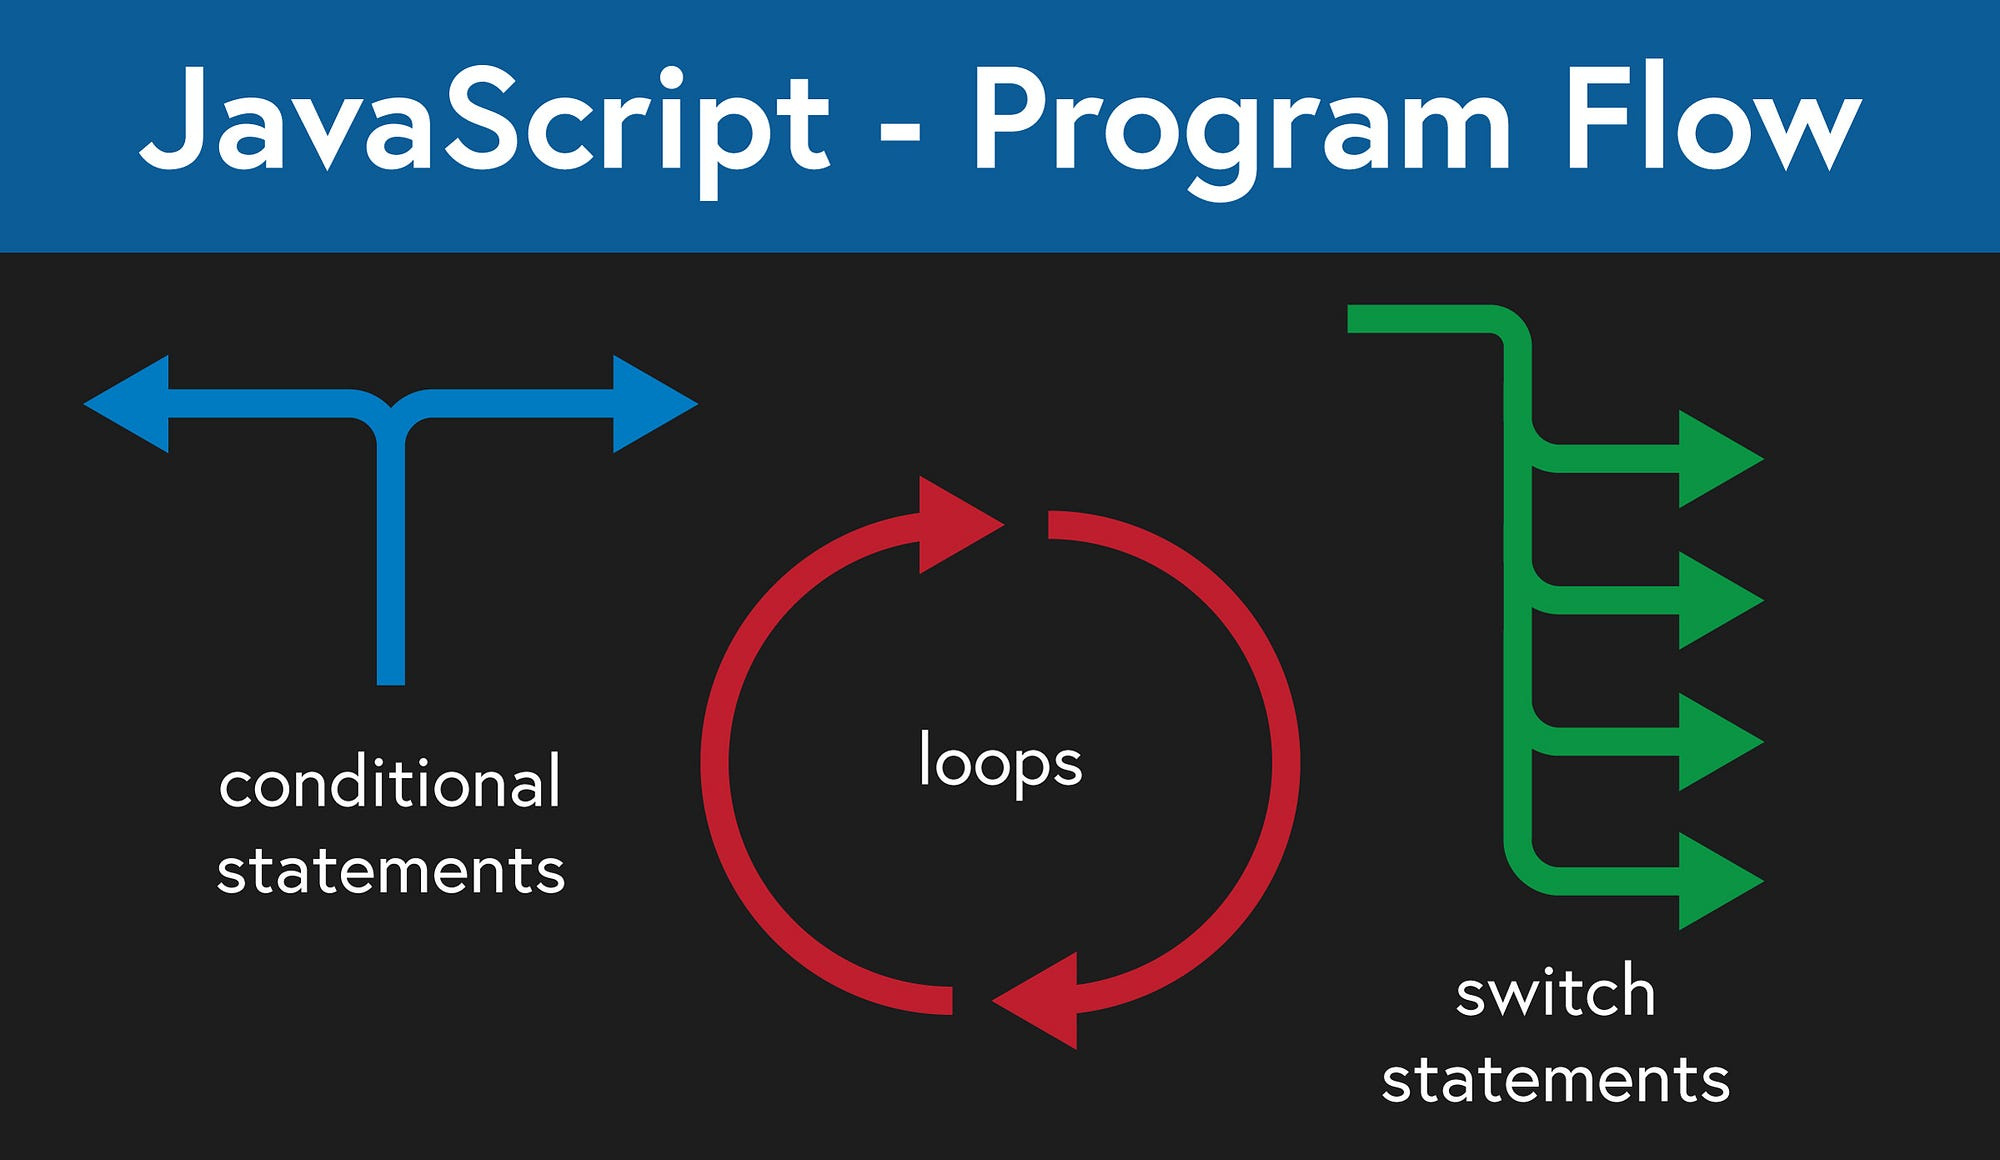 JavaScript - Program Flow
conditional
statements
loops
switch
statements